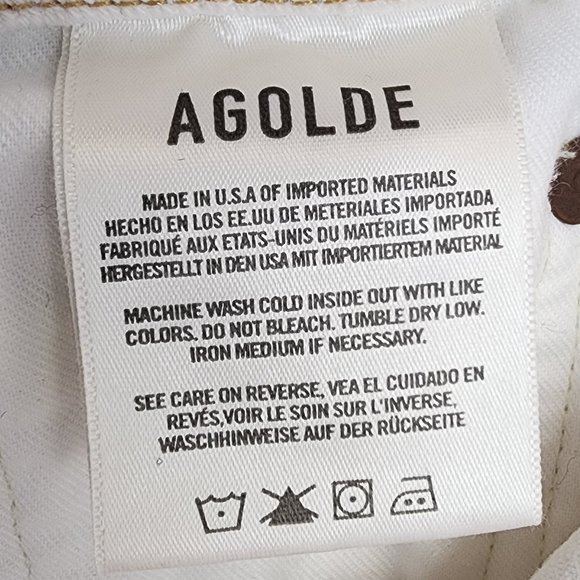 AGOLDE
MADE IN U.S.A OF IMPORTED MATERIALS
HECHO EN LOS EE.UU DE METERIALES IMPORTADA
FABRIQUÉ AUX ETATS-UNIS DU MATÉRIELS IMPORTÉ
HERGESTELLT IN DEN USA MIT IMPORTIERTEM MATERIAL
MACHINE WASH COLD INSIDE OUT WITH LIKE
COLORS. DO NOT BLEACH. TUMBLE DRY LOW.
IRON MEDIUM IF NECESSARY.
SEE CARE ON REVERSE, VEA EL CUIDADO EN
REVÉS,VOIR LE SOIN SUR L'INVERSE,
WASCHHINWEISE AUF DER RÜCKSEITE